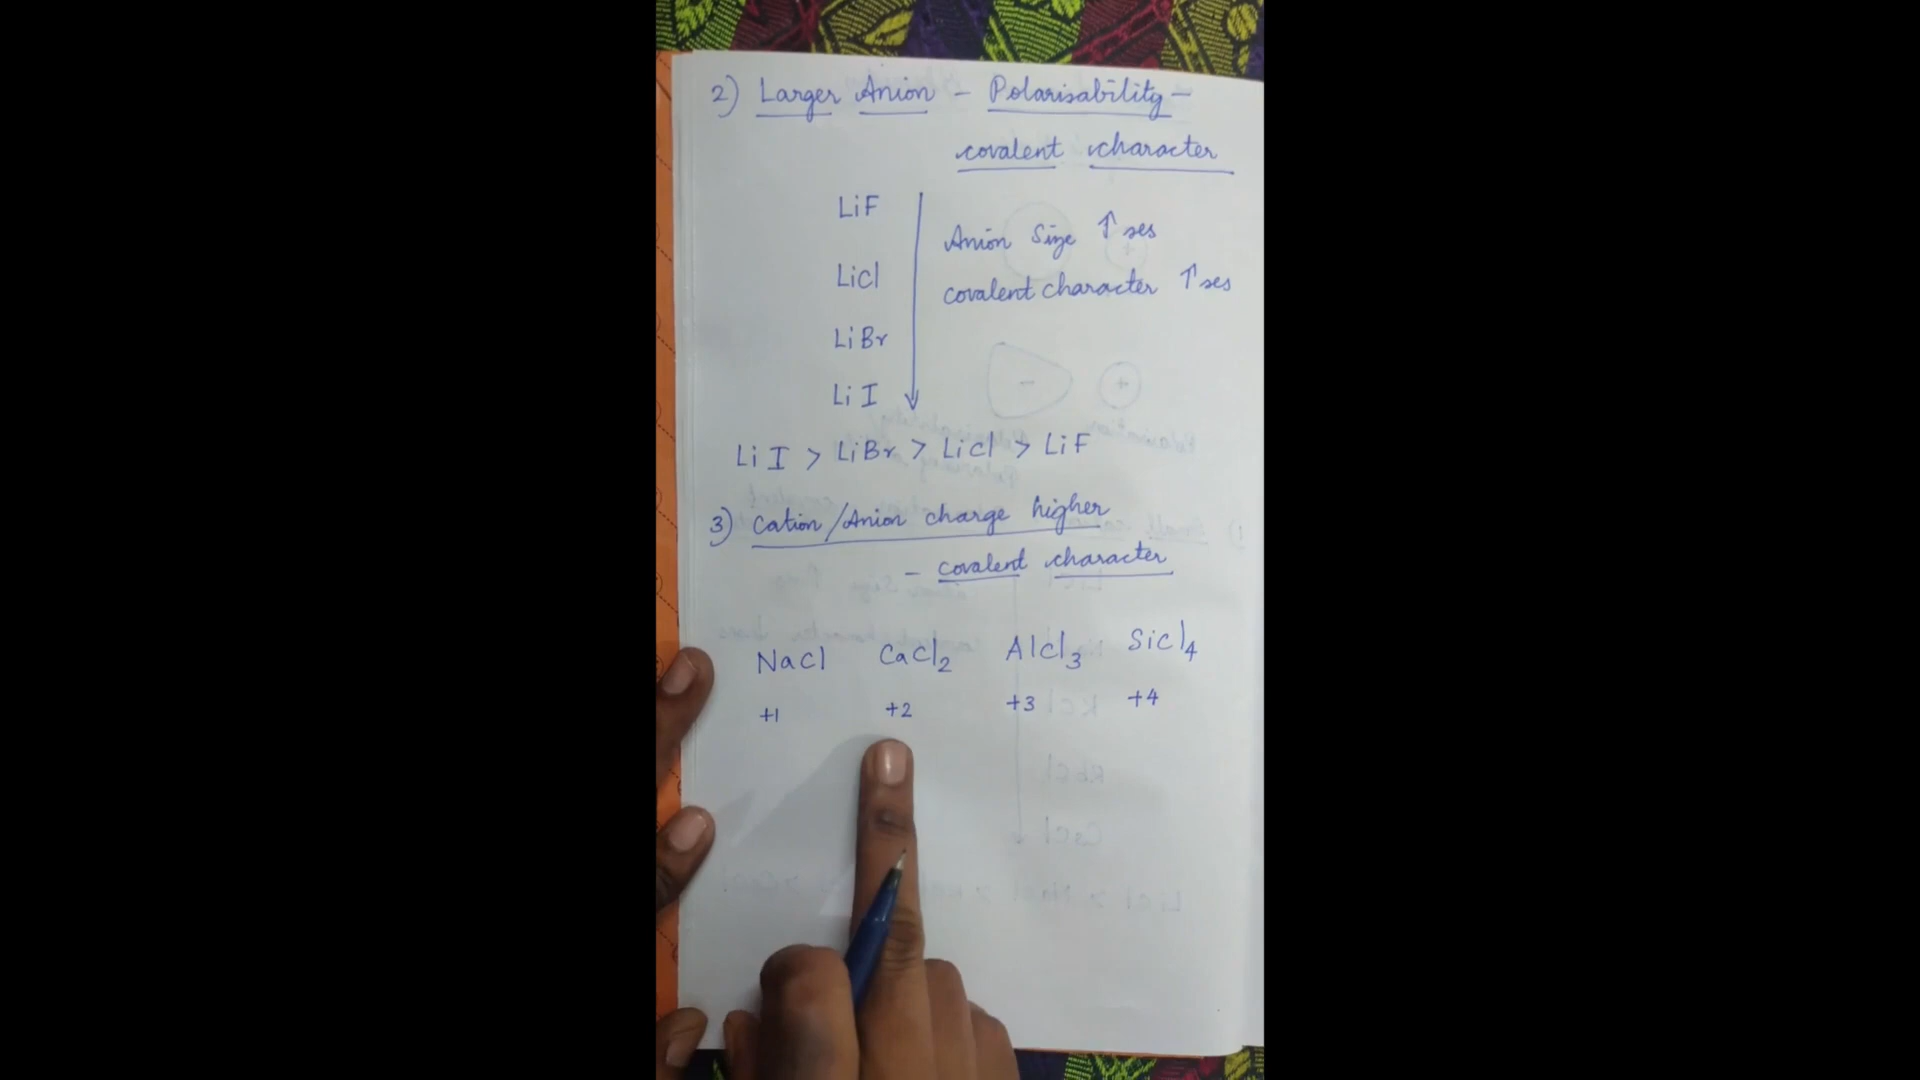 2) Larger Anion - Polarisability -
covalent character
LiF
Anion Size ↑ses
LiCl
covalent character ↑ses
LiBr
LiI
- +
LiI > LiBr > LiCl > LiF
3) Cation/Anion charge higher
- covalent character
NaCl CaCl2 AlCl3 SiCl4
+1 +2 +3 +4